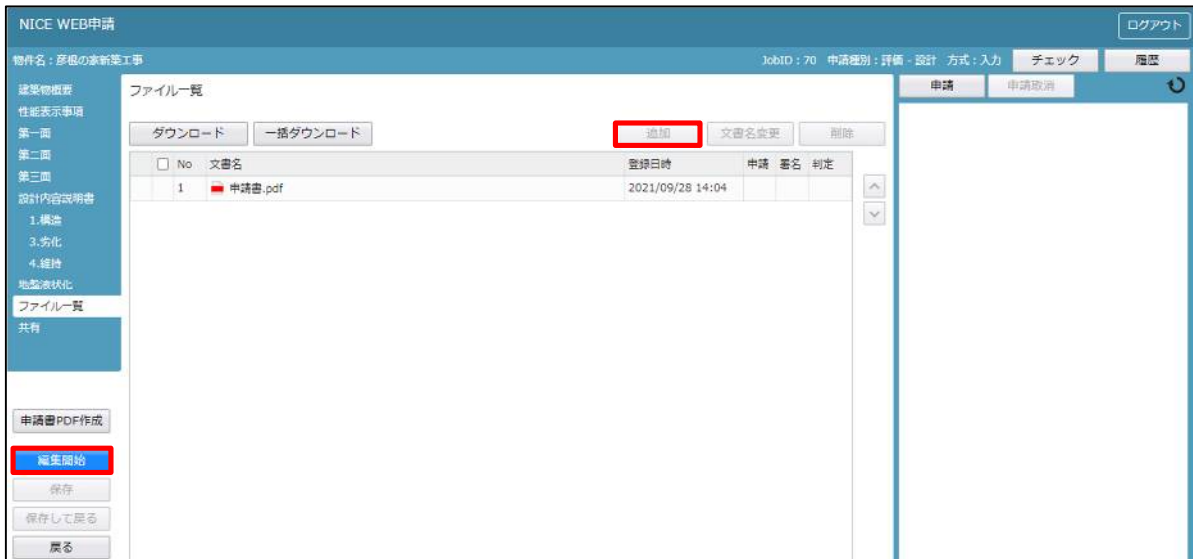 NICE WEB申請
ログアウト
物件名：彦根の家新築工事
JobID：70 申請種別：評価 - 設計 方式：入力
チェック
履歴
建築物概要
性能表示事項
第一面
第二面
第三面
設計内容説明書
1.構造
3.劣化
4.維持
地盤液状化
ファイル一覧
共有
申請書PDF作成
編集開始
保存
保存して戻る
戻る
ファイル一覧
ダウンロード
一括ダウンロード
追加
文書名変更
削除
No 文書名 登録日時 申請 署名 判定
1 申請書.pdf 2021/09/28 14:04
申請
申請取消